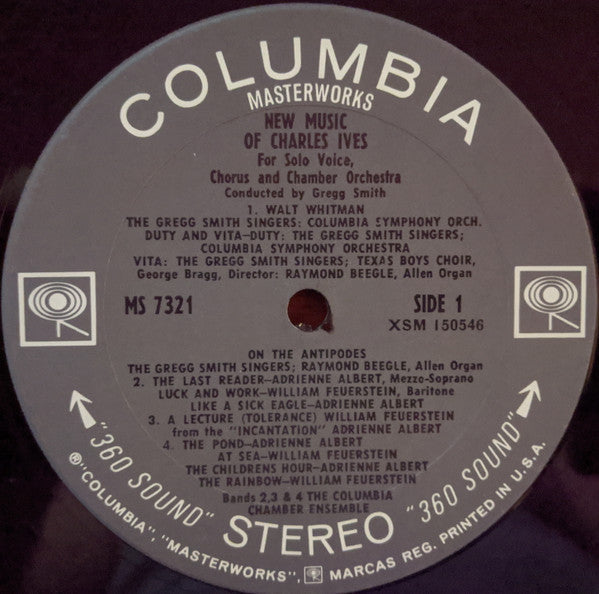 COLUMBIA
MASTERWORKS
NEW MUSIC
OF CHARLES IVES
For Solo Voice,
Chorus and Chamber Orchestra
Conducted by Gregg Smith
1. WALT WHITMAN
THE GREGG SMITH SINGERS: COLUMBIA SYMPHONY ORCH.
DUTY AND VITA–DUTY: THE GREGG SMITH SINGERS;
COLUMBIA SYMPHONY ORCHESTRA
VITA: THE GREGG SMITH SINGERS; TEXAS BOYS CHOIR,
George Bragg, Director: RAYMOND BEEGLE, Allen Organ
MS 7321
SIDE 1
XSM 150546
ON THE ANTIPODES
THE GREGG SMITH SINGERS; RAYMOND BEEGLE, Allen Organ
2. THE LAST READER–ADRIENNE ALBERT, Mezzo-Soprano
LUCK AND WORK–WILLIAM FEUERSTEIN, Baritone
LIKE A SICK EAGLE–ADRIENNE ALBERT
3. A LECTURE (TOLERANCE) WILLIAM FEUERSTEIN
from the "INCANTATION" ADRIENNE ALBERT
4. THE POND–ADRIENNE ALBERT
AT SEA–WILLIAM FEUERSTEIN
THE CHILDRENS HOUR–ADRIENNE ALBERT
THE RAINBOW–WILLIAM FEUERSTEIN
Bands 2,3 & 4 THE COLUMBIA
CHAMBER ENSEMBLE
"360 SOUND" STEREO "360 SOUND"
®"COLUMBIA", "MASTERWORKS", MARCAS REG. PRINTED IN U.S.A.